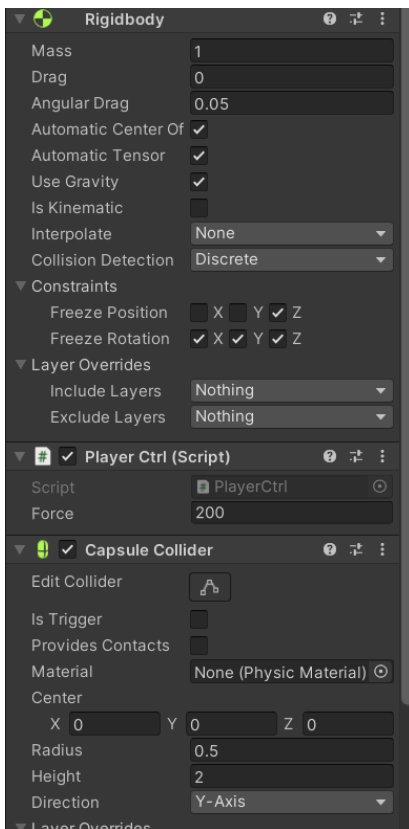 Rigidbody
Mass 1
Drag 0
Angular Drag 0.05
Automatic Center Of
Automatic Tensor
Use Gravity
Is Kinematic
Interpolate None
Collision Detection Discrete
Constraints
Freeze Position X Y Z
Freeze Rotation X Y Z
Layer Overrides
Include Layers Nothing
Exclude Layers Nothing
# Player Ctrl (Script)
Script # PlayerCtrl
Force 200
Capsule Collider
Edit Collider
Is Trigger
Provides Contacts
Material None (Physic Material)
Center
X 0 Y 0 Z 0
Radius 0.5
Height 2
Direction Y-Axis
Layer Overrides